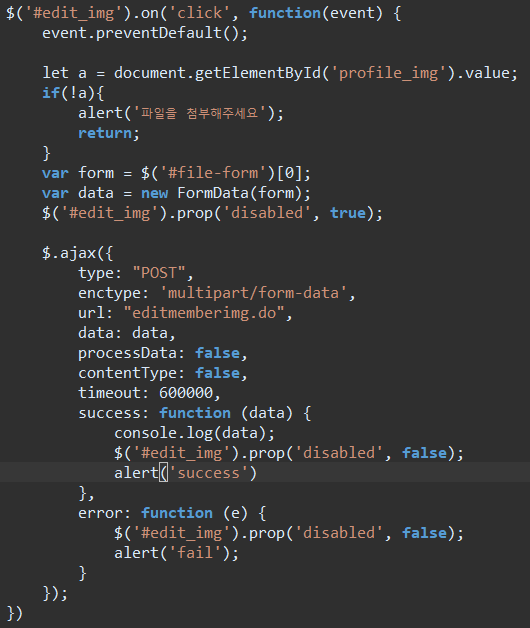 $('#edit_img').on('click', function(event) {
    event.preventDefault();

    let a = document.getElementById('profile_img').value;
    if(!a){
        alert('파일을 첨부해주세요');
        return;
    }
    var form = $('#file-form')[0];
    var data = new FormData(form);
    $('#edit_img').prop('disabled', true);

    $.ajax({
        type: "POST",
        enctype: 'multipart/form-data',
        url: "editmemberimg.do",
        data: data,
        processData: false,
        contentType: false,
        timeout: 600000,
        success: function (data) {
            console.log(data);
            $('#edit_img').prop('disabled', false);
            alert('success')
        },
        error: function (e) {
            $('#edit_img').prop('disabled', false);
            alert('fail');
        }
    });
})